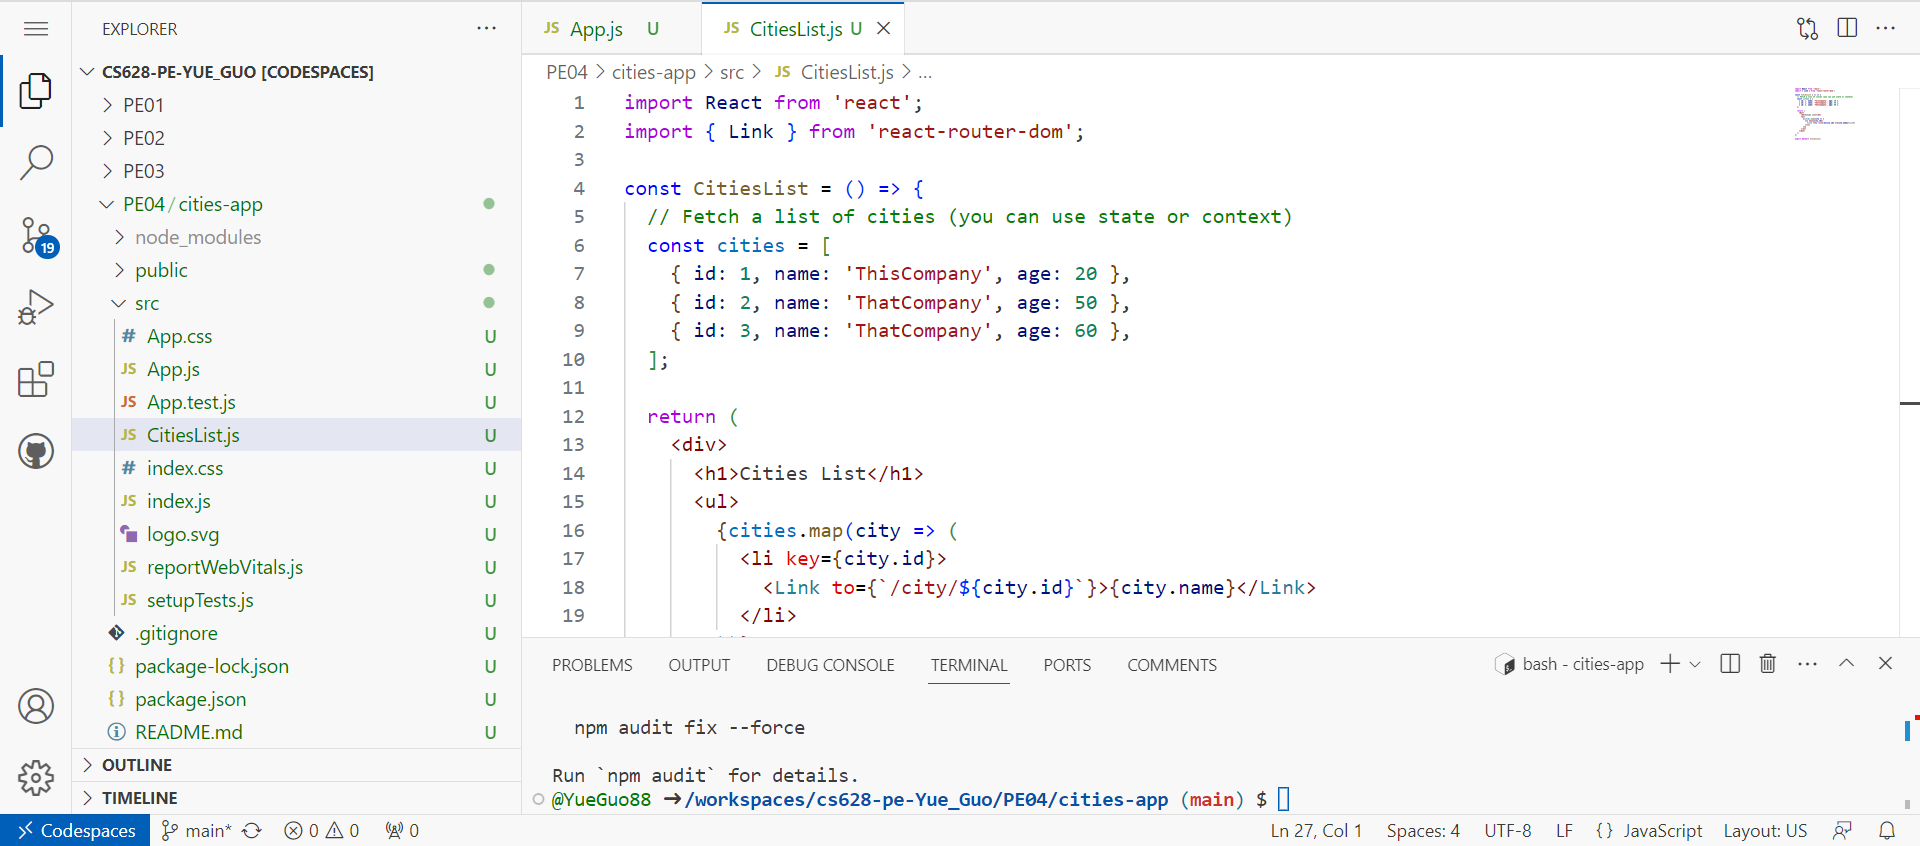 EXPLORER
CS628-PE-YUE_GUO [CODESPACES]
PE01
PE02
PE03
PE04 / cities-app
node_modules
public
src
# App.css U
JS App.js U
JS App.test.js U
JS CitiesList.js U
# index.css U
JS index.js U
logo.svg U
JS reportWebVitals.js U
JS setupTests.js U
.gitignore U
{} package-lock.json U
{} package.json U
README.md U
OUTLINE
TIMELINE
19
JS App.js U
JS CitiesList.js U
PE04 > cities-app > src > JS CitiesList.js > ...
1 import React from 'react';
2 import { Link } from 'react-router-dom';
3
4 const CitiesList = () => {
5 // Fetch a list of cities (you can use state or context)
6 const cities = [
7 { id: 1, name: 'ThisCompany', age: 20 },
8 { id: 2, name: 'ThatCompany', age: 50 },
9 { id: 3, name: 'ThatCompany', age: 60 },
10 ];
11
12 return (
13 <div>
14 <h1>Cities List</h1>
15 <ul>
16 {cities.map(city => (
17 <li key={city.id}>
18 <Link to={`/city/${city.id}`}>{city.name}</Link>
19 </li>
PROBLEMS OUTPUT DEBUG CONSOLE TERMINAL PORTS COMMENTS
bash - cities-app
npm audit fix --force
Run `npm audit` for details.
@YueGuo88 →/workspaces/cs628-pe-Yue_Guo/PE04/cities-app (main) $
Codespaces main* 0 0 0
Ln 27, Col 1 Spaces: 4 UTF-8 LF {} JavaScript Layout: US